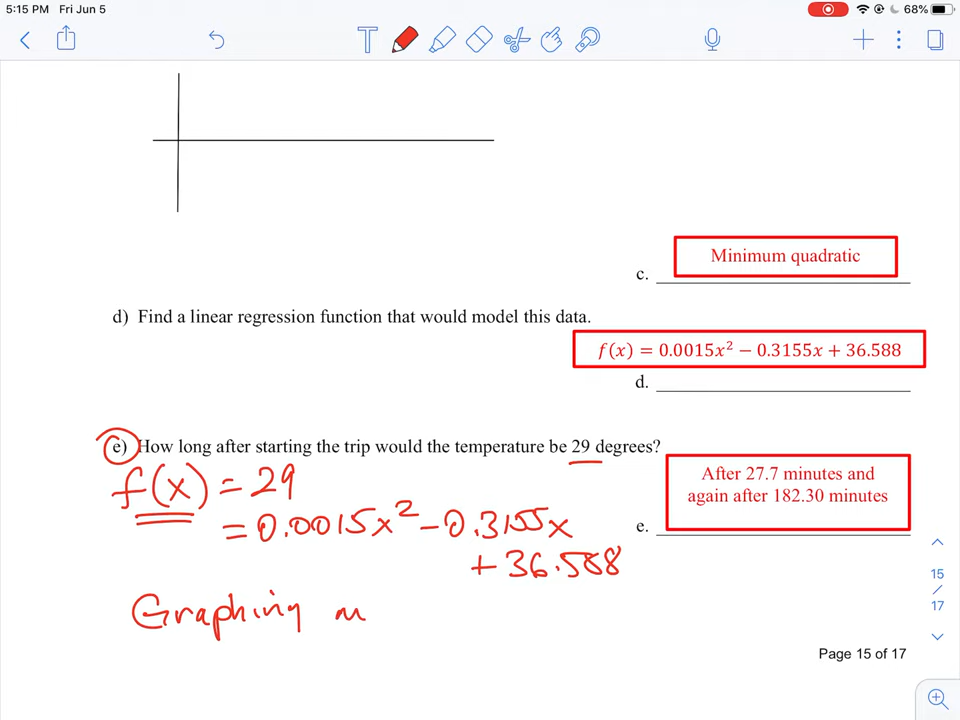 5:15 PM Fri Jun 5
68%
T
Minimum quadratic
c.
d) Find a linear regression function that would model this data.
f(x) = 0.0015x² − 0.3155x + 36.588
d.
e) How long after starting the trip would the temperature be 29 degrees?
f(x) = 29
After 27.7 minutes and
again after 182.30 minutes
= 0.0015x² − 0.3155x
e.
+ 36.588
Graphing m
15
/
17
Page 15 of 17